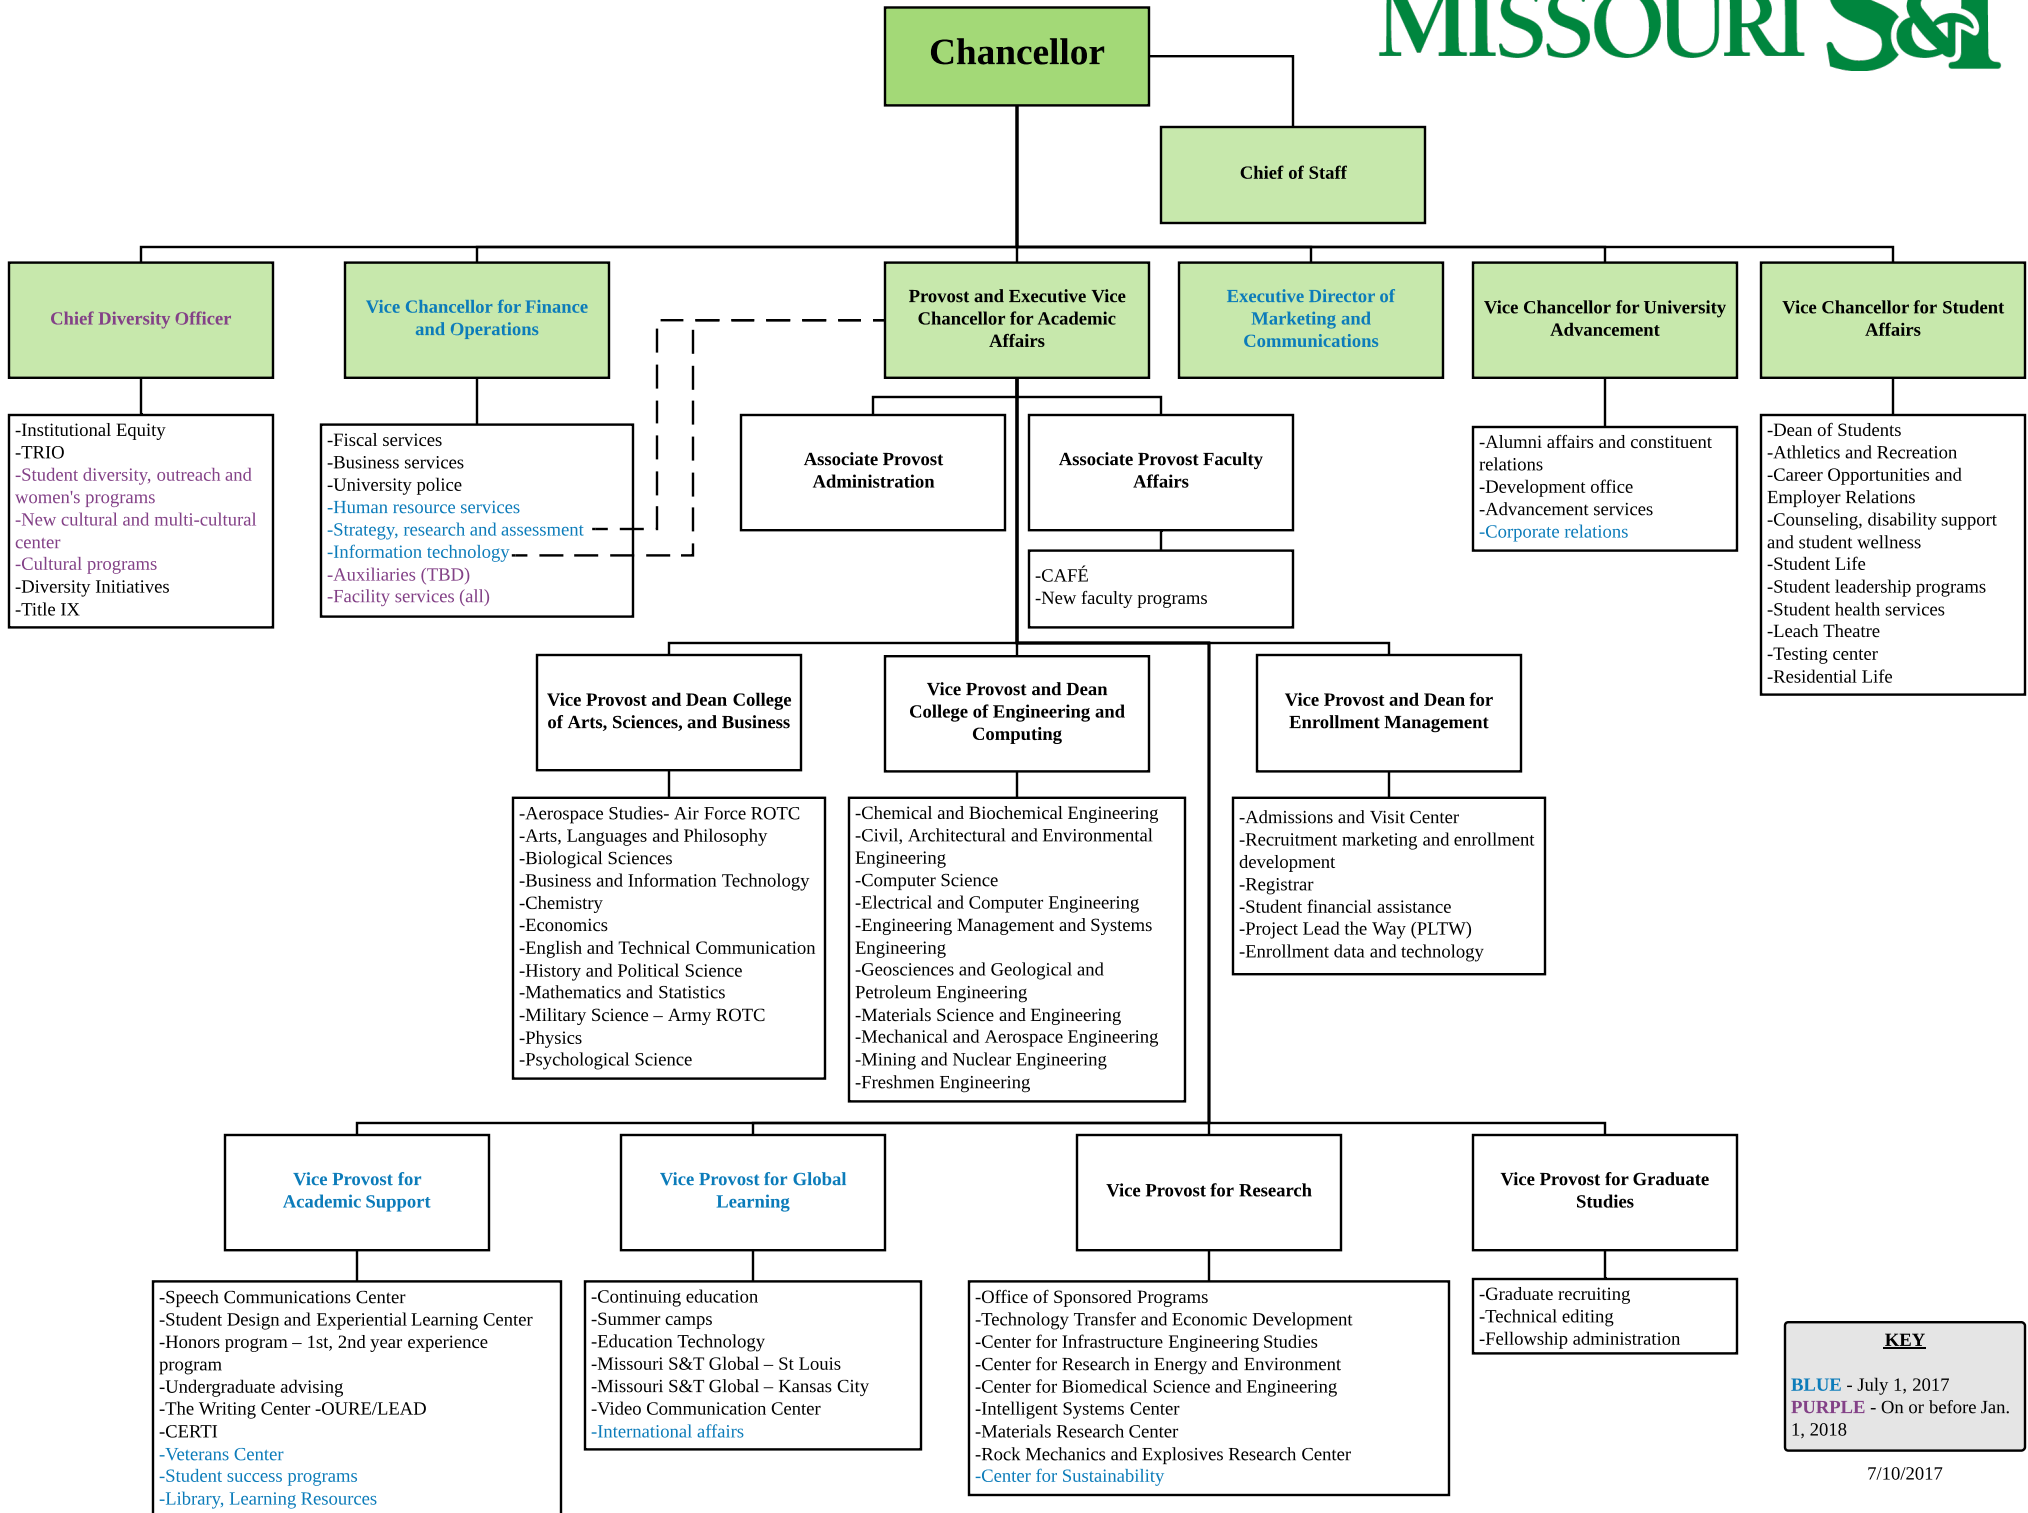 MISSOURI S&T
Chancellor
Chief of Staff
Chief Diversity Officer
Vice Chancellor for Finance
and Operations
Provost and Executive Vice
Chancellor for Academic
Affairs
Executive Director of
Marketing and
Communications
Vice Chancellor for University
Advancement
Vice Chancellor for Student
Affairs
-Institutional Equity
-TRIO
-Student diversity, outreach and
women's programs
-New cultural and multi-cultural
center
-Cultural programs
-Diversity Initiatives
-Title IX
-Fiscal services
-Business services
-University police
-Human resource services
-Strategy, research and assessment
-Information technology
-Auxiliaries (TBD)
-Facility services (all)
Associate Provost
Administration
Associate Provost Faculty
Affairs
-CAFÉ
-New faculty programs
-Alumni affairs and constituent
relations
-Development office
-Advancement services
-Corporate relations
-Dean of Students
-Athletics and Recreation
-Career Opportunities and
Employer Relations
-Counseling, disability support
and student wellness
-Student Life
-Student leadership programs
-Student health services
-Leach Theatre
-Testing center
-Residential Life
Vice Provost and Dean College
of Arts, Sciences, and Business
Vice Provost and Dean
College of Engineering and
Computing
Vice Provost and Dean for
Enrollment Management
-Aerospace Studies- Air Force ROTC
-Arts, Languages and Philosophy
-Biological Sciences
-Business and Information Technology
-Chemistry
-Economics
-English and Technical Communication
-History and Political Science
-Mathematics and Statistics
-Military Science – Army ROTC
-Physics
-Psychological Science
-Chemical and Biochemical Engineering
-Civil, Architectural and Environmental
Engineering
-Computer Science
-Electrical and Computer Engineering
-Engineering Management and Systems
Engineering
-Geosciences and Geological and
Petroleum Engineering
-Materials Science and Engineering
-Mechanical and Aerospace Engineering
-Mining and Nuclear Engineering
-Freshmen Engineering
-Admissions and Visit Center
-Recruitment marketing and enrollment
development
-Registrar
-Student financial assistance
-Project Lead the Way (PLTW)
-Enrollment data and technology
Vice Provost for
Academic Support
Vice Provost for Global
Learning
Vice Provost for Research
Vice Provost for Graduate
Studies
-Speech Communications Center
-Student Design and Experiential Learning Center
-Honors program – 1st, 2nd year experience
program
-Undergraduate advising
-The Writing Center -OURE/LEAD
-CERTI
-Veterans Center
-Student success programs
-Library, Learning Resources
-Continuing education
-Summer camps
-Education Technology
-Missouri S&T Global – St Louis
-Missouri S&T Global – Kansas City
-Video Communication Center
-International affairs
-Office of Sponsored Programs
-Technology Transfer and Economic Development
-Center for Infrastructure Engineering Studies
-Center for Research in Energy and Environment
-Center for Biomedical Science and Engineering
-Intelligent Systems Center
-Materials Research Center
-Rock Mechanics and Explosives Research Center
-Center for Sustainability
-Graduate recruiting
-Technical editing
-Fellowship administration
KEY
BLUE - July 1, 2017
PURPLE - On or before Jan.
1, 2018
7/10/2017